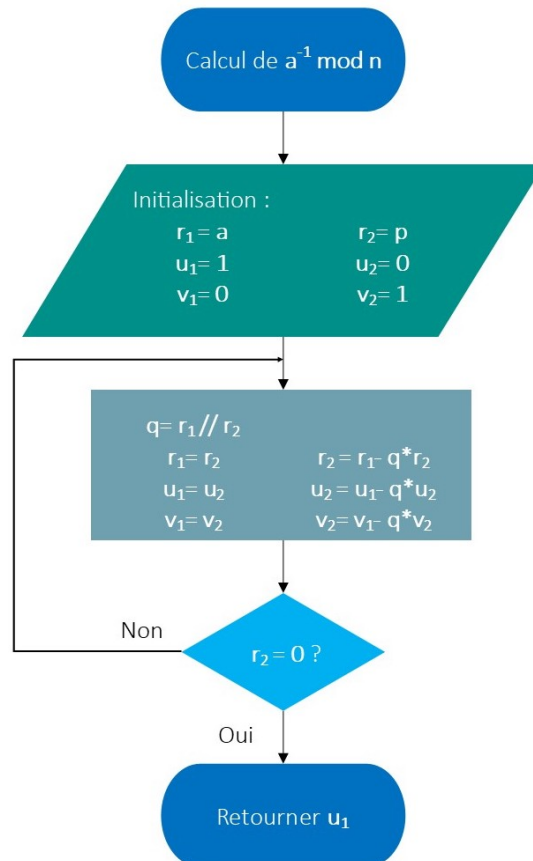 Calcul de a⁻¹ mod n
Initialisation :
r₁= a r₂= p
u₁= 1 u₂= 0
v₁= 0 v₂= 1
q= r₁ // r₂
r₁= r₂ r₂ = r₁- q*r₂
u₁= u₂ u₂ = u₁- q*u₂
v₁= v₂ v₂= v₁- q*v₂
Non
r₂ = 0 ?
Oui
Retourner u₁